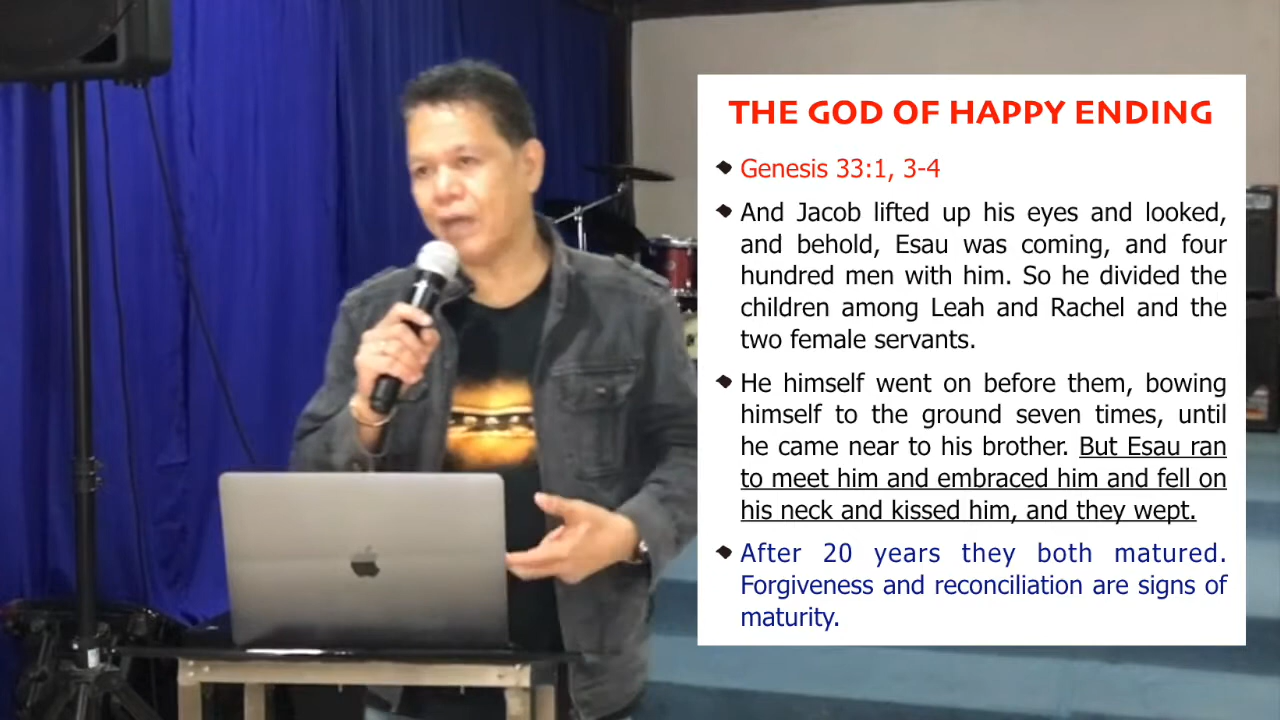 THE GOD OF HAPPY ENDING
Genesis 33:1, 3-4
And Jacob lifted up his eyes and looked,
and behold, Esau was coming, and four
hundred men with him. So he divided the
children among Leah and Rachel and the
two female servants.
He himself went on before them, bowing
himself to the ground seven times, until
he came near to his brother. But Esau ran
to meet him and embraced him and fell on
his neck and kissed him, and they wept.
After 20 years they both matured.
Forgiveness and reconciliation are signs of
maturity.